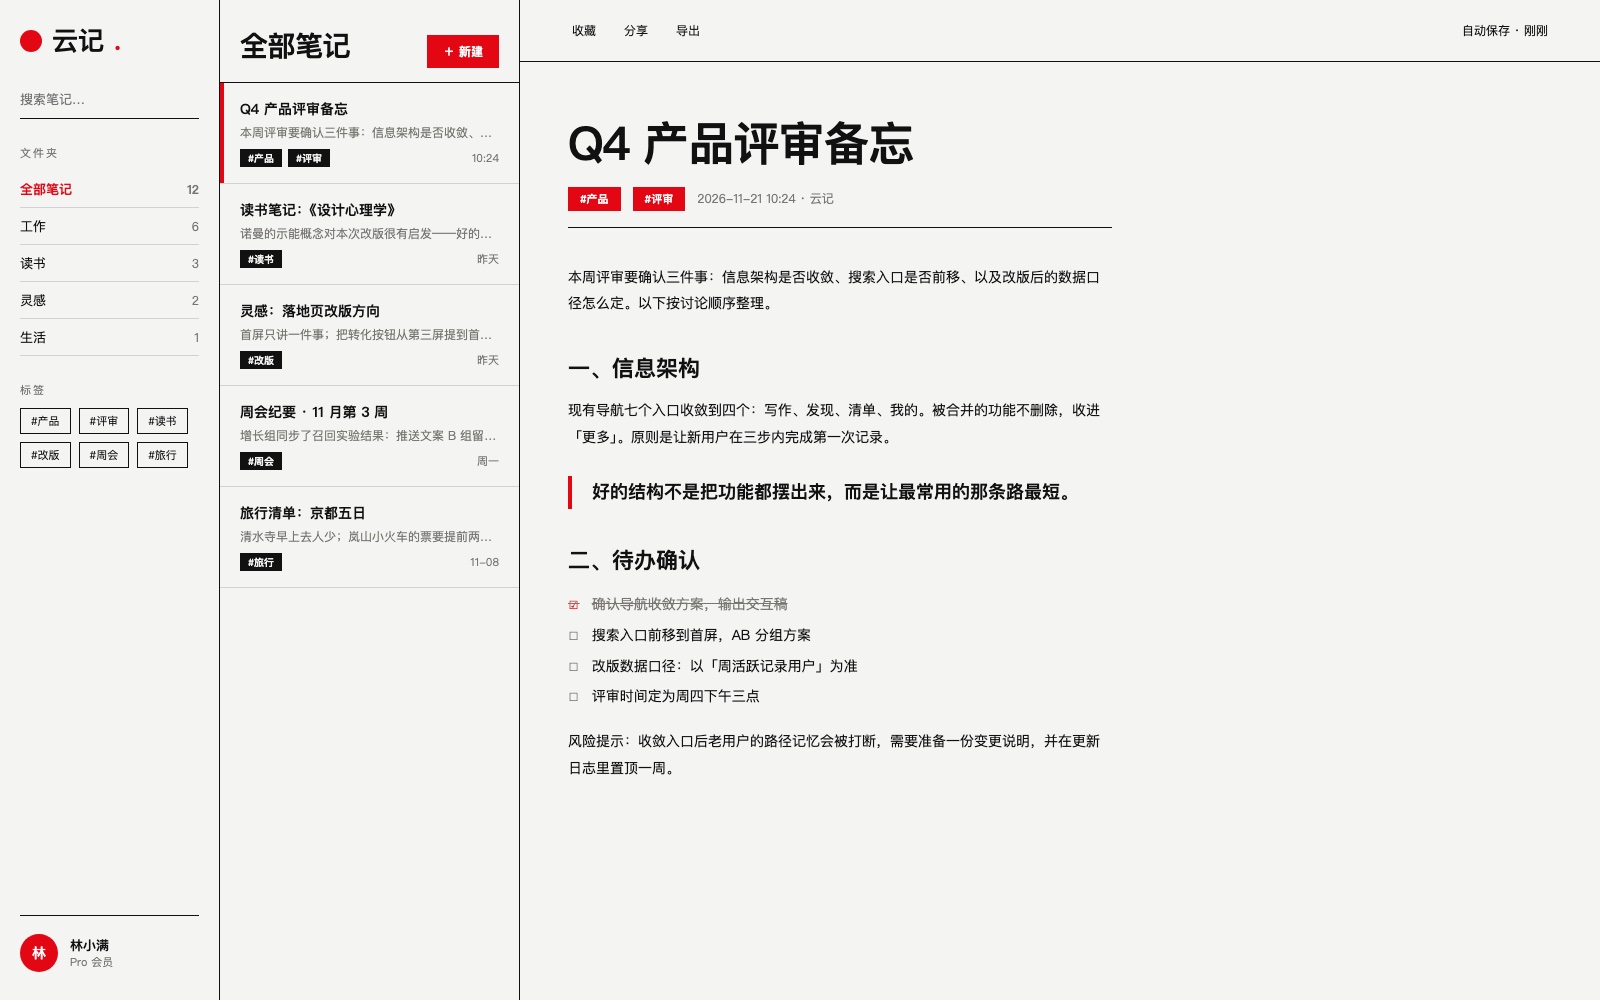 云记.
搜索笔记…
文件夹
全部笔记 12
工作 6
读书 3
灵感 2
生活 1
标签
#产品 #评审 #读书
#改版 #周会 #旅行
林
林小满
Pro 会员
全部笔记
+ 新建
Q4 产品评审备忘
本周评审要确认三件事：信息架构是否收敛、…
#产品 #评审 10:24
读书笔记：《设计心理学》
诺曼的示能概念对本次改版很有启发——好的…
#读书 昨天
灵感：落地页改版方向
首屏只讲一件事；把转化按钮从第三屏提到首…
#改版 昨天
周会纪要 · 11 月第 3 周
增长组同步了召回实验结果：推送文案 B 组留…
#周会 周一
旅行清单：京都五日
清水寺早上去人少；岚山小火车的票要提前两…
#旅行 11-08
收藏 分享 导出
自动保存 · 刚刚
Q4 产品评审备忘
#产品 #评审 2026-11-21 10:24 · 云记
本周评审要确认三件事：信息架构是否收敛、搜索入口是否前移、以及改版后的数据口
径怎么定。以下按讨论顺序整理。
一、信息架构
现有导航七个入口收敛到四个：写作、发现、清单、我的。被合并的功能不删除，收进
「更多」。原则是让新用户在三步内完成第一次记录。
好的结构不是把功能都摆出来，而是让最常用的那条路最短。
二、待办确认
☑ 确认导航收敛方案，输出交互稿
☐ 搜索入口前移到首屏，AB 分组方案
☐ 改版数据口径：以「周活跃记录用户」为准
☐ 评审时间定为周四下午三点
风险提示：收敛入口后老用户的路径记忆会被打断，需要准备一份变更说明，并在更新
日志里置顶一周。